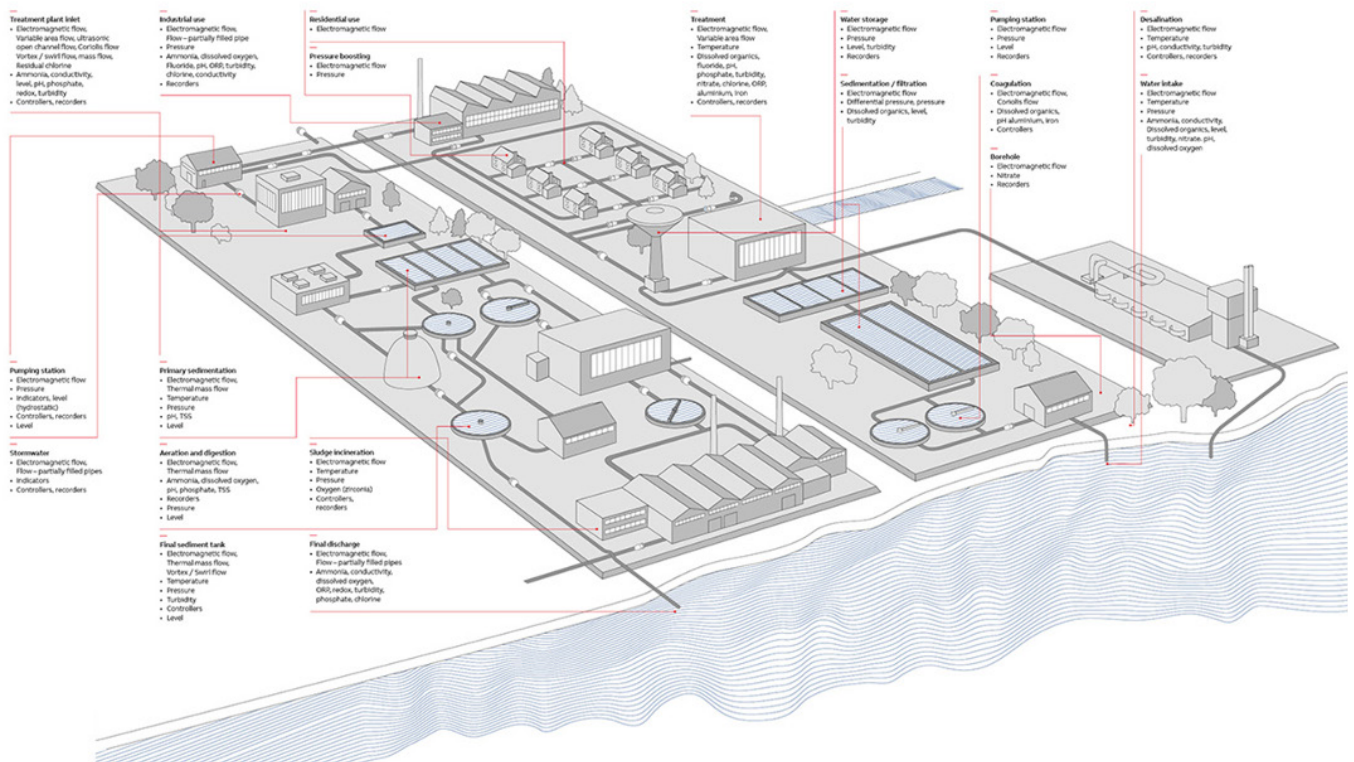 Treatment plant inlet
• Electromagnetic flow,
Variable area flow, ultrasonic
open channel flow, Coriolis flow
Vortex / swirl flow, mass flow,
Residual chlorine
• Ammonia, conductivity,
level, pH, phosphate,
redox, turbidity
• Controllers, recorders
Industrial use
• Electromagnetic flow,
Flow – partially filled pipe
• Pressure
• Ammonia, dissolved oxygen,
Fluoride, pH, ORP, turbidity,
chlorine, conductivity
• Recorders
Residential use
• Electromagnetic flow
Pressure boosting
• Electromagnetic flow
• Pressure
Treatment
• Electromagnetic flow,
Variable area flow
• Temperature
• Dissolved organics,
fluoride, pH,
phosphate, turbidity,
nitrate, chlorine, ORP,
aluminium, iron
• Controllers, recorders
Water storage
• Electromagnetic flow
• Pressure
• Level, turbidity
• Recorders
Sedimentation / filtration
• Electromagnetic flow
• Differential pressure, pressure
• Dissolved organics, level,
turbidity
Pumping station
• Electromagnetic flow
• Pressure
• Level
• Recorders
Coagulation
• Electromagnetic flow,
Coriolis flow
• Dissolved organics,
pH aluminium, iron
• Controllers
Borehole
• Electromagnetic flow
• Nitrate
• Recorders
Desalination
• Electromagnetic flow
• Temperature
• pH, conductivity, turbidity
• Controllers, recorders
Water intake
• Electromagnetic flow
• Temperature
• Pressure
• Ammonia, conductivity,
Dissolved organics, level,
turbidity, nitrate, pH,
dissolved oxygen
Pumping station
• Electromagnetic flow
• Pressure
• Indicators, level
(hydrostatic)
• Controllers, recorders
• Level
Stormwater
• Electromagnetic flow,
Flow – partially filled pipes
• Indicators
• Controllers, recorders
Primary sedimentation
• Electromagnetic flow,
Thermal mass flow
• Temperature
• Pressure
• pH, TSS
• Level
Aeration and digestion
• Electromagnetic flow,
Thermal mass flow
• Ammonia, dissolved oxygen,
pH, phosphate, TSS
• Recorders
• Pressure
• Level
Final sediment tank
• Electromagnetic flow,
Thermal mass flow,
Vortex / Swirl flow
• Temperature
• Pressure
• Turbidity
• Controllers
• Level
Sludge incineration
• Electromagnetic flow
• Temperature
• Pressure
• Oxygen (zirconia)
• Controllers,
recorders
Final discharge
• Electromagnetic flow,
Flow – partially filled pipes
• Ammonia, conductivity,
dissolved oxygen,
ORP, redox, turbidity,
phosphate, chlorine